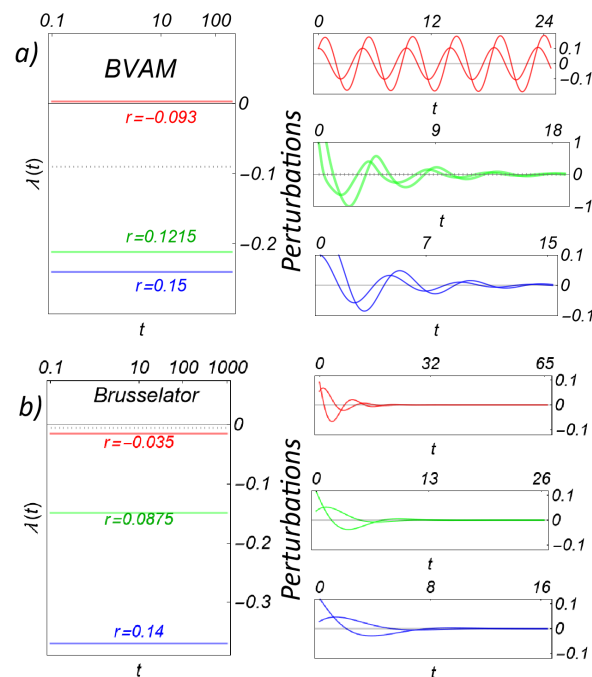 a)
0.1 10 100
BVAM
0
r=-0.093
-0.1
r=0.1215
-0.2
r=0.15
λ(t)
t
Perturbations
0 12 24
0.1
0
-0.1
t
0 9 18
1
0
-1
t
0 7 15
0.1
0
-0.1
t
b)
0.1 10 100 1000
Brusselator
0
r=-0.035
-0.1
r=0.0875
-0.2
-0.3
r=0.14
λ(t)
t
Perturbations
0 32 65
0.1
0
-0.1
t
0 13 26
0.1
0
-0.1
t
0 8 16
0.1
0
-0.1
t